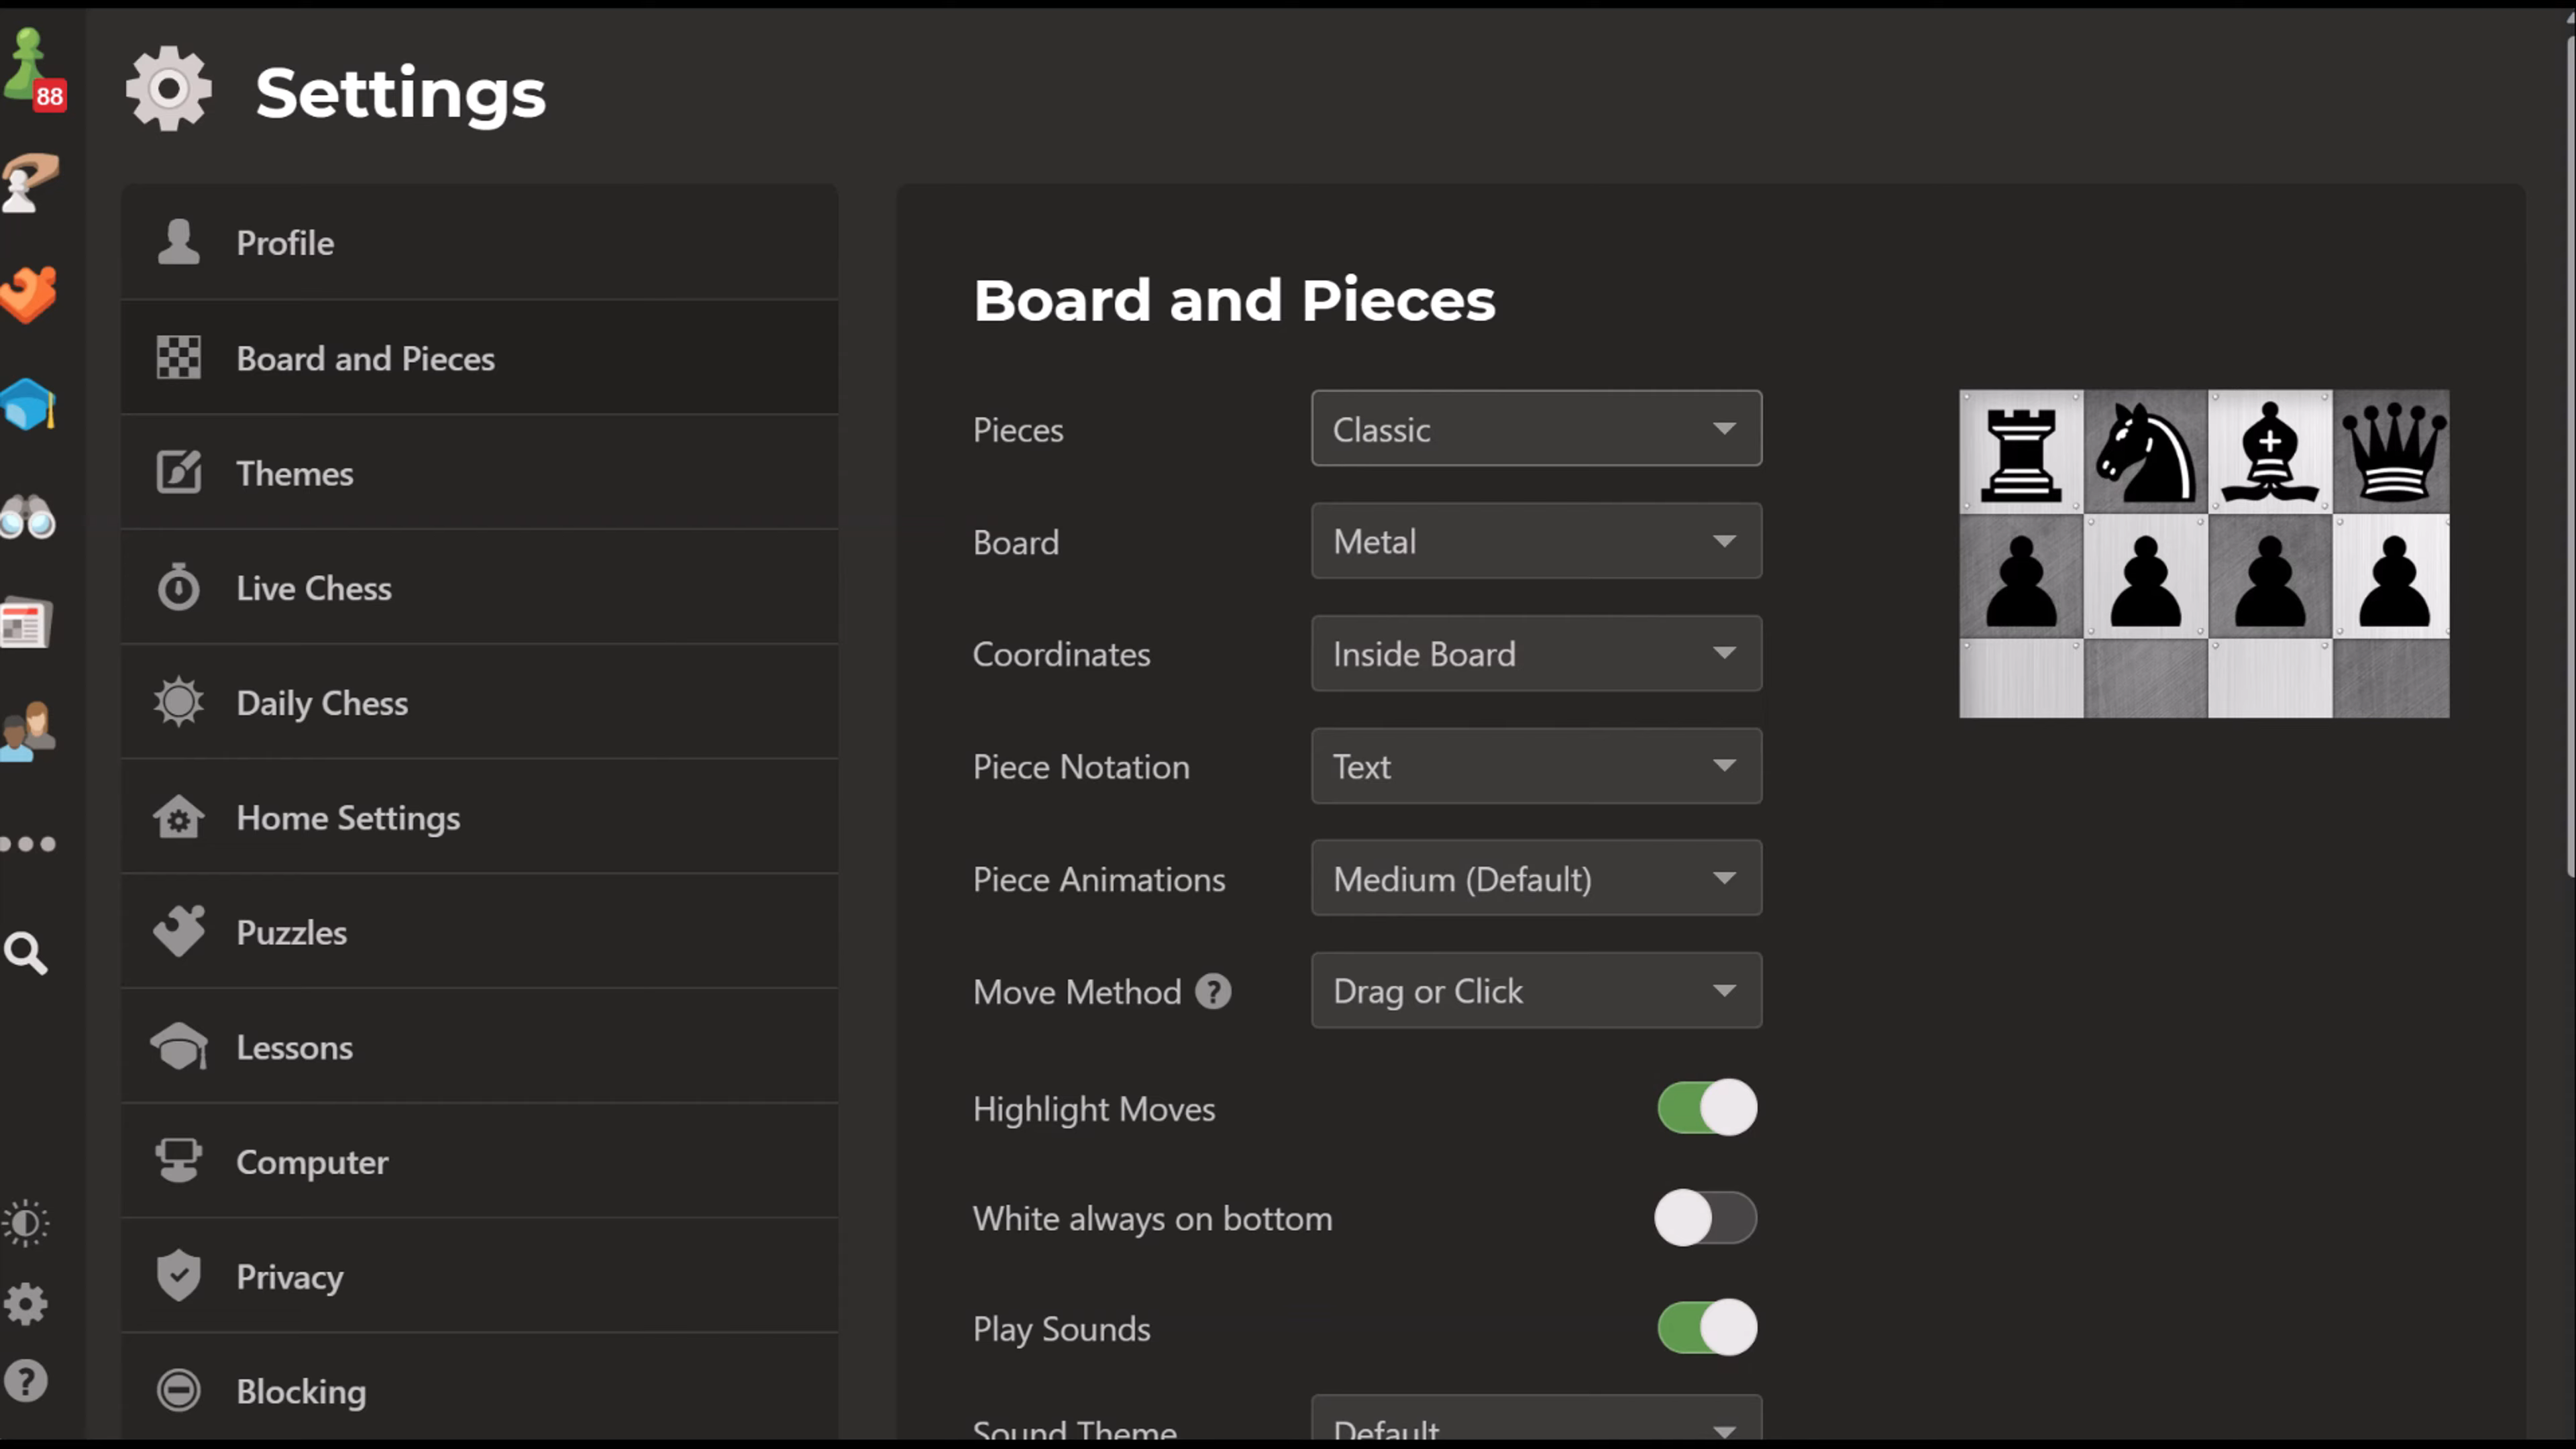 88
Settings
Profile
Board and Pieces
Themes
Live Chess
Daily Chess
Home Settings
Puzzles
Lessons
Computer
Privacy
Blocking
Board and Pieces
Pieces Classic
Board Metal
Coordinates Inside Board
Piece Notation Text
Piece Animations Medium (Default)
Move Method ? Drag or Click
Highlight Moves
White always on bottom
Play Sounds
Sound Theme Default
?